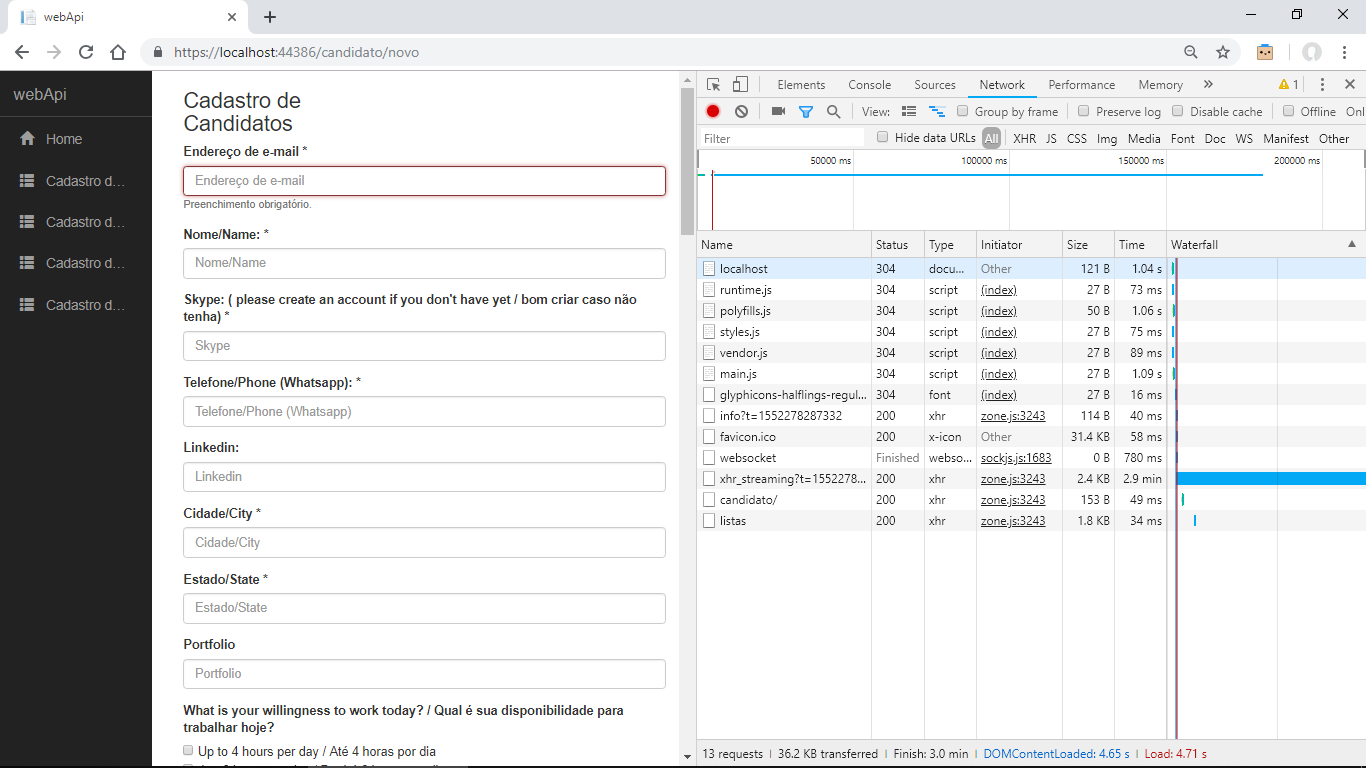 webApi
https://localhost:44386/candidato/novo
webApi
Home
Cadastro d...
Cadastro d...
Cadastro d...
Cadastro d...
Cadastro de
Candidatos
Endereço de e-mail *
Endereço de e-mail
Preenchimento obrigatório.
Nome/Name: *
Nome/Name
Skype: ( please create an account if you don't have yet / bom criar caso não
tenha) *
Skype
Telefone/Phone (Whatsapp): *
Telefone/Phone (Whatsapp)
Linkedin:
Linkedin
Cidade/City *
Cidade/City
Estado/State *
Estado/State
Portfolio
Portfolio
What is your willingness to work today? / Qual é sua disponibilidade para
trabalhar hoje?
Up to 4 hours per day / Até 4 horas por dia
Elements Console Sources Network Performance Memory » 1
View: Group by frame Preserve log Disable cache Offline Onl
Filter Hide data URLs All XHR JS CSS Img Media Font Doc WS Manifest Other
50000 ms 100000 ms 150000 ms 200000 ms
Name Status Type Initiator Size Time Waterfall
localhost 304 docu... Other 121 B 1.04 s
runtime.js 304 script (index) 27 B 73 ms
polyfills.js 304 script (index) 50 B 1.06 s
styles.js 304 script (index) 27 B 75 ms
vendor.js 304 script (index) 27 B 89 ms
main.js 304 script (index) 27 B 1.09 s
glyphicons-halflings-regul... 304 font (index) 27 B 16 ms
info?t=1552278287332 200 xhr zone.js:3243 114 B 40 ms
favicon.ico 200 x-icon Other 31.4 KB 58 ms
websocket Finished webso... sockjs.js:1683 0 B 780 ms
xhr_streaming?t=1552278... 200 xhr zone.js:3243 2.4 KB 2.9 min
candidato/ 200 xhr zone.js:3243 153 B 49 ms
listas 200 xhr zone.js:3243 1.8 KB 34 ms
13 requests | 36.2 KB transferred | Finish: 3.0 min | DOMContentLoaded: 4.65 s | Load: 4.71 s